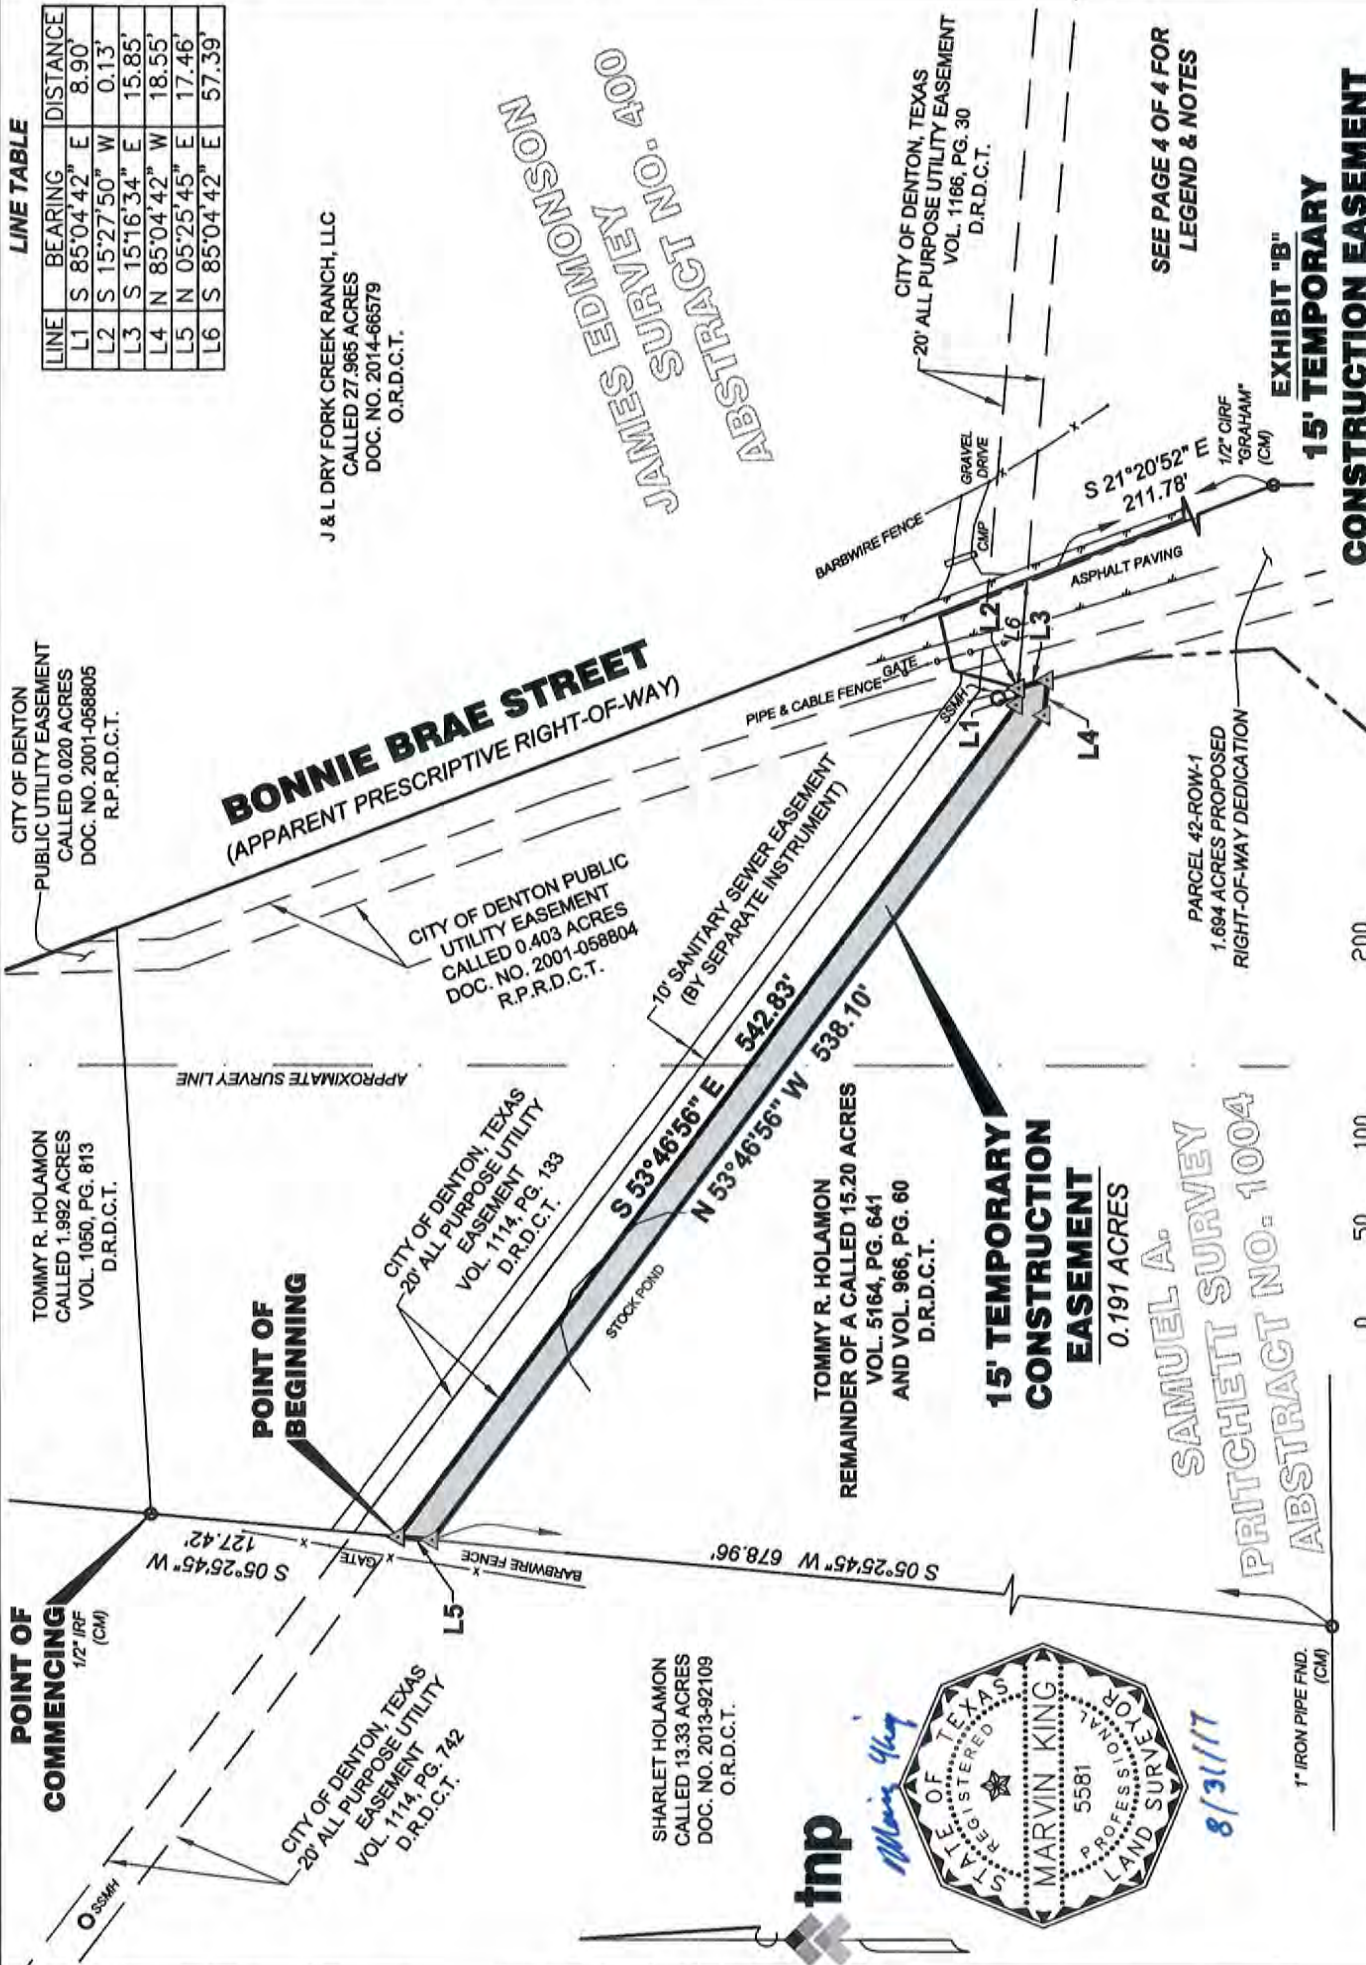 LINE TABLE
LINE BEARING DISTANCE
L1 S 85°04'42" E 8.90'
L2 S 15°27'50" W 0.13'
L3 S 15°16'34" E 15.85'
L4 N 85°04'42" W 18.55'
L5 N 05°25'45" E 17.46'
L6 S 85°04'42" E 57.39'
POINT OF
COMMENCING
1/2" IRF
(CM)
TOMMY R. HOLAMON
CALLED 1.992 ACRES
VOL. 1050, PG. 813
D.R.D.C.T.
CITY OF DENTON
PUBLIC UTILITY EASEMENT
CALLED 0.020 ACRES
DOC. NO. 20001-058805
R.P.R.D.C.T.
J & L DRY FORK CREEK RANCH, LLC
CALLED 27.965 ACRES
DOC. NO. 2014-66579
O.R.D.C.T.
JAMES EDMONSON
SURVEY
ABSTRACT NO. 400
BONNIE BRAE STREET
(APPARENT PRESCRIPTIVE RIGHT-OF-WAY)
APPROXIMATE SURVEY LINE
S 05°25'45" W
127.42'
SSMH
POINT OF
BEGINNING
CITY OF DENTON, TEXAS
20' ALL PURPOSE UTILITY
EASEMENT
VOL. 1114, PG. 742
D.R.D.C.T.
CITY OF DENTON, TEXAS
20' ALL PURPOSE UTILITY
EASEMENT
VOL. 1114, PG. 133
D.R.D.C.T.
CITY OF DENTON PUBLIC
UTILITY EASEMENT
CALLED 0.403 ACRES
DOC. NO. 2001-058804
R.P.R.D.C.T.
GATE
BARBWIRE FENCE
L5
S 05°25'45" W 678.96'
STOCK POND
S 53°46'56" E 542.83'
N 53°46'56" W 538.10'
10' SANITARY SEWER EASEMENT
(BY SEPARATE INSTRUMENT)
PIPE & CABLE FENCE
GATE
BARBWIRE FENCE
GRAVEL
DRIVE
CMP
SSMH
L1
L2
L6
L3
L4
ASPHALT PAVING
S 21°20'52" E
211.78'
1/2" CIRF
"GRAHAM"
(CM)
CITY OF DENTON, TEXAS
20' ALL PURPOSE UTILITY EASEMENT
VOL. 1166, PG. 30
D.R.D.C.T.
SHARLET HOLAMON
CALLED 13.33 ACRES
DOC. NO. 2013-92109
O.R.D.C.T.
TOMMY R. HOLAMON
REMAINDER OF A CALLED 15.20 ACRES
VOL. 5164, PG. 641
AND VOL. 966, PG. 60
D.R.D.C.T.
15' TEMPORARY
CONSTRUCTION
EASEMENT
0.191 ACRES
PARCEL 42-ROW-1
1.694 ACRES PROPOSED
RIGHT-OF-WAY DEDICATION
SEE PAGE 4 OF 4 FOR
LEGEND & NOTES
SAMUEL A.
PRITCHETT SURVEY
ABSTRACT NO. 1004
tnp
STATE OF TEXAS
REGISTERED
MARVIN KING
5581
PROFESSIONAL
LAND SURVEYOR
8/31/17
1" IRON PIPE FND.
(CM)
0 50 100 200
EXHIBIT "B"
15' TEMPORARY
CONSTRUCTION EASEMENT